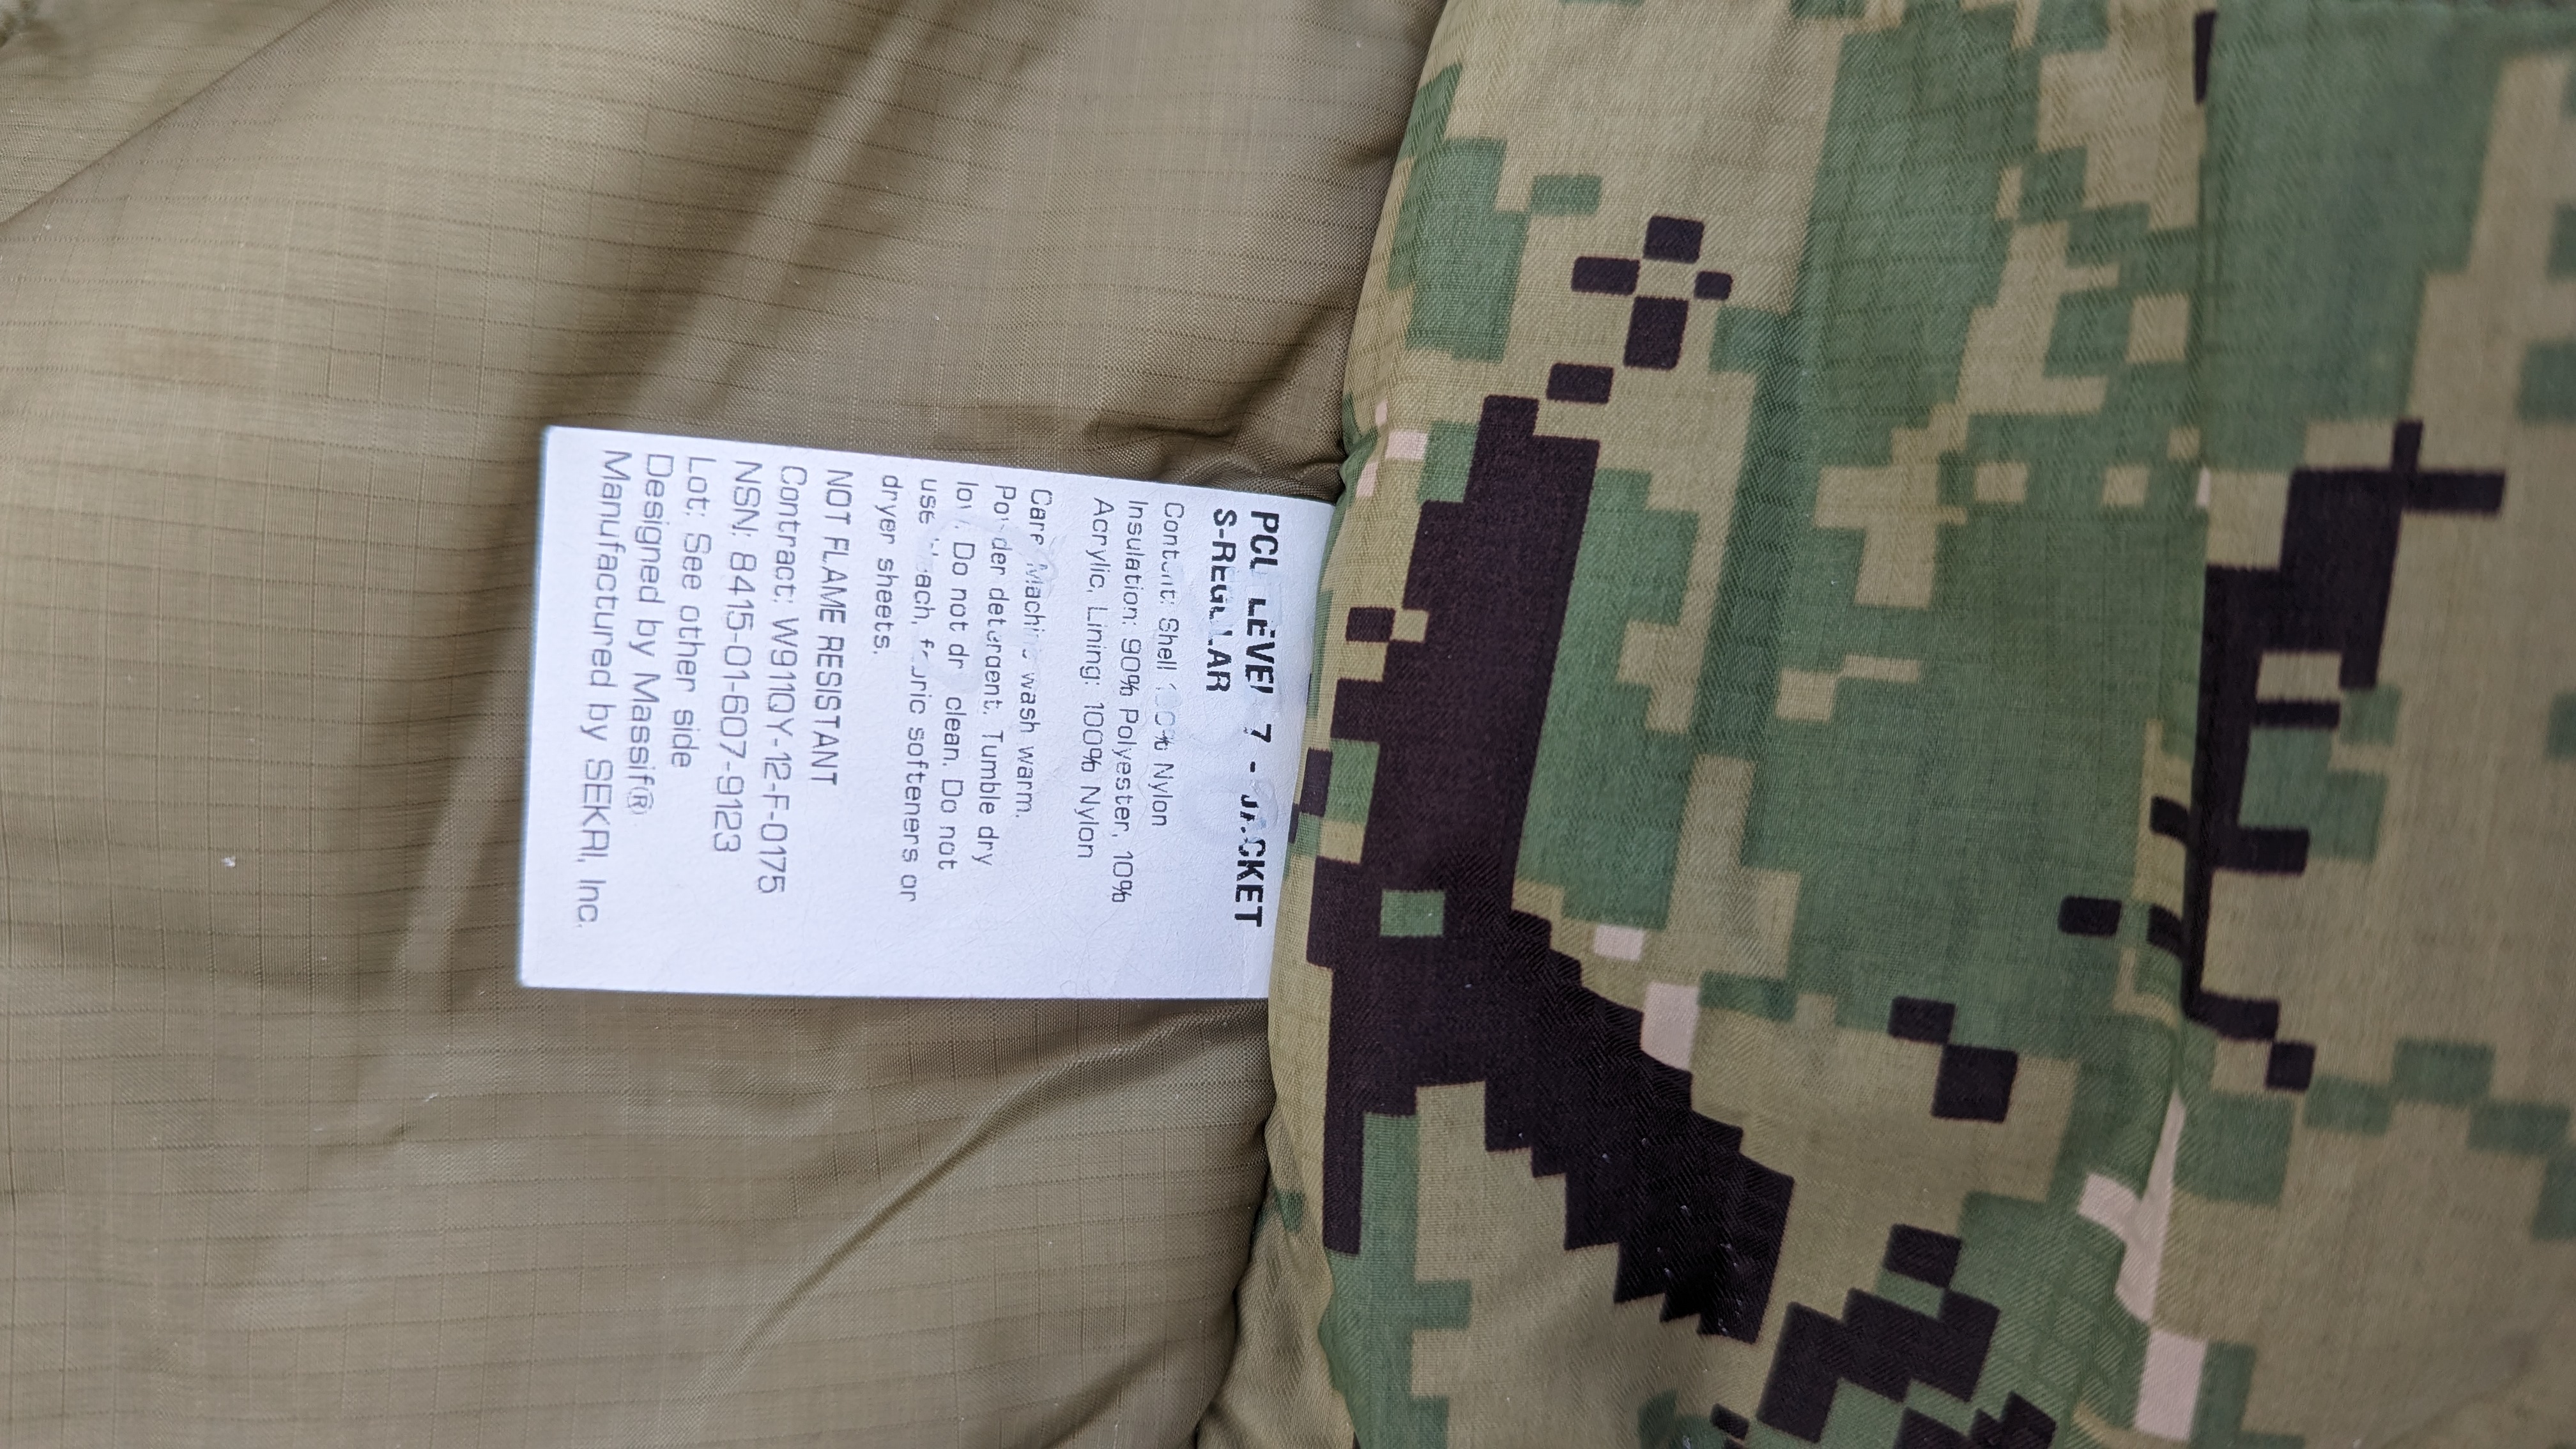 PCU LEVEL 7 - JACKET
S-REGULAR
Content: Shell 100% Nylon
Insulation: 90% Polyester, 10%
Acrylic, Lining: 100% Nylon
Care: Machine wash warm.
Powder detergent. Tumble dry
low. Do not dry clean. Do not
use bleach, fabric softeners or
dryer sheets.
NOT FLAME RESISTANT
Contract: W911QY-12-F-0175
NSN: 8415-01-607-9123
Lot: See other side
Designed by Massif®
Manufactured by SEKRI, Inc.